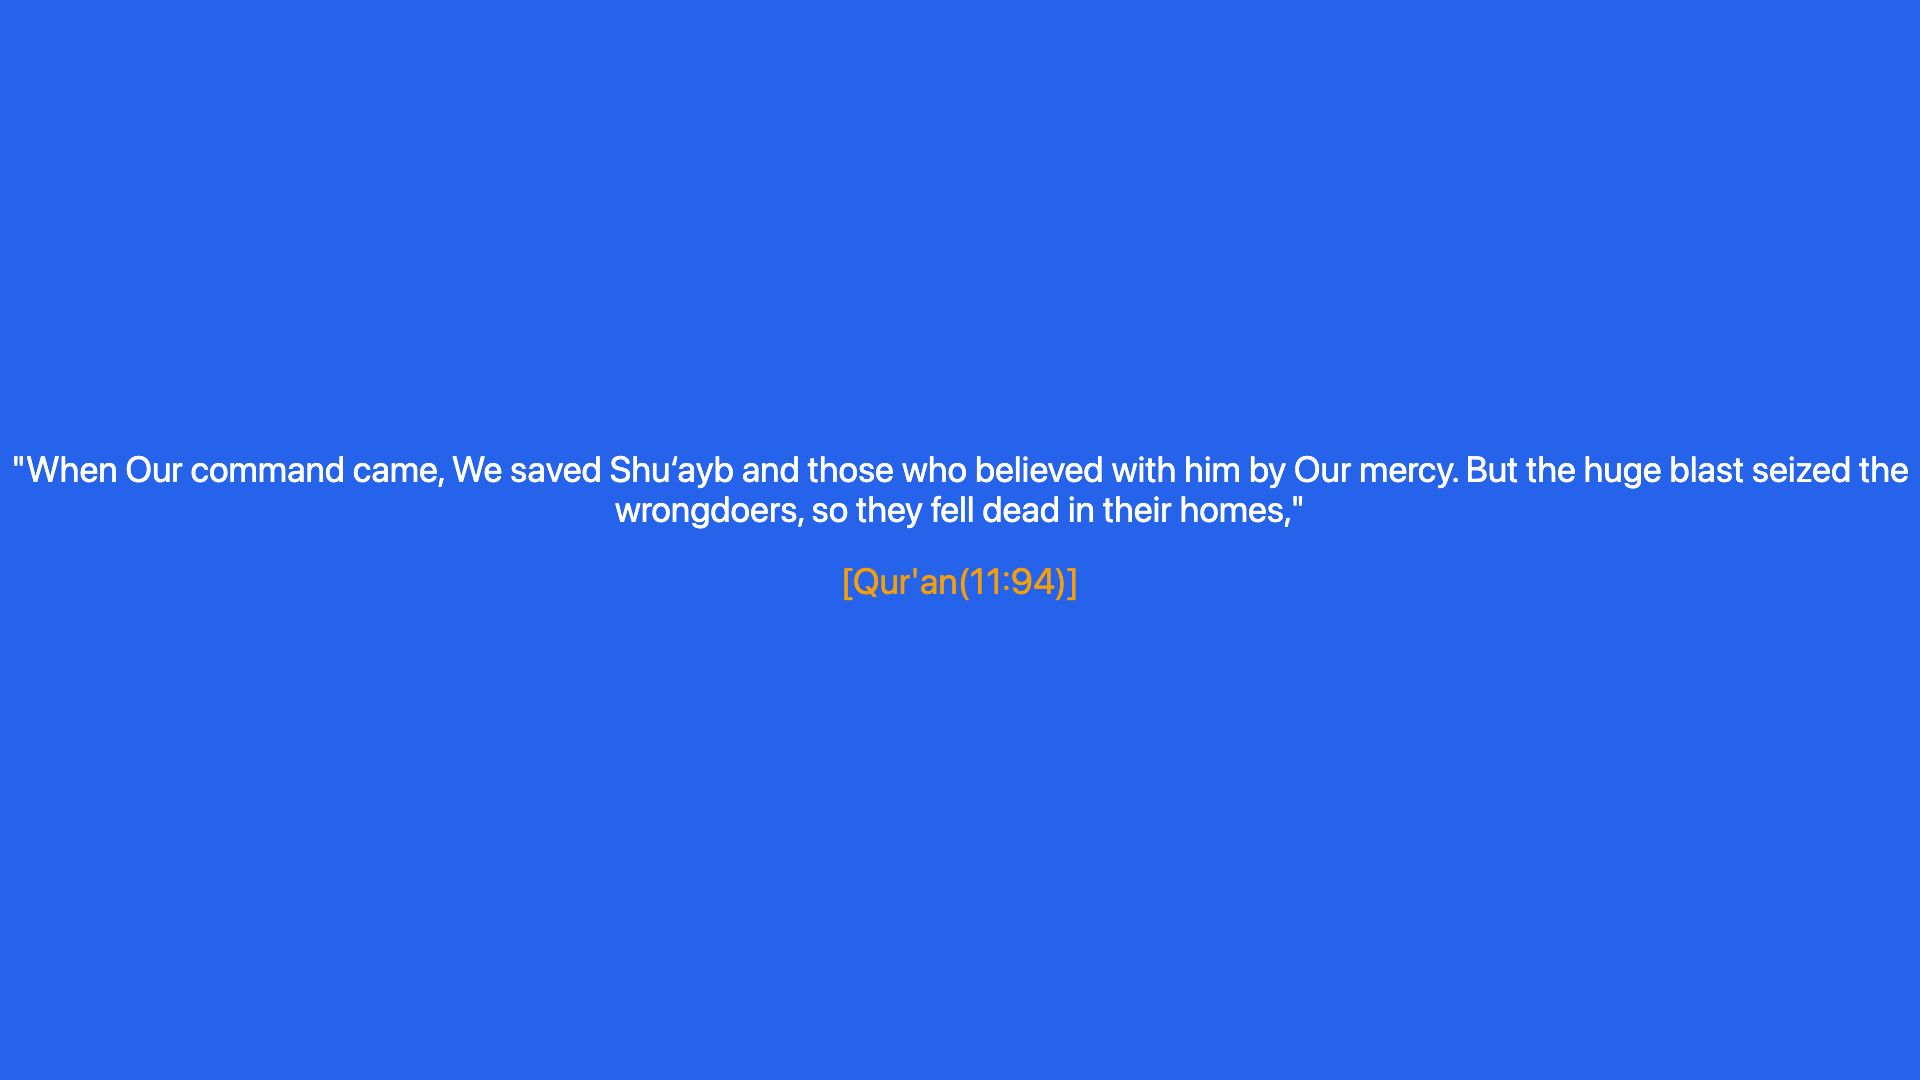 "When Our command came, We saved Shu‘ayb and those who believed with him by Our mercy. But the huge blast seized the
wrongdoers, so they fell dead in their homes,"
[Qur'an(11:94)]